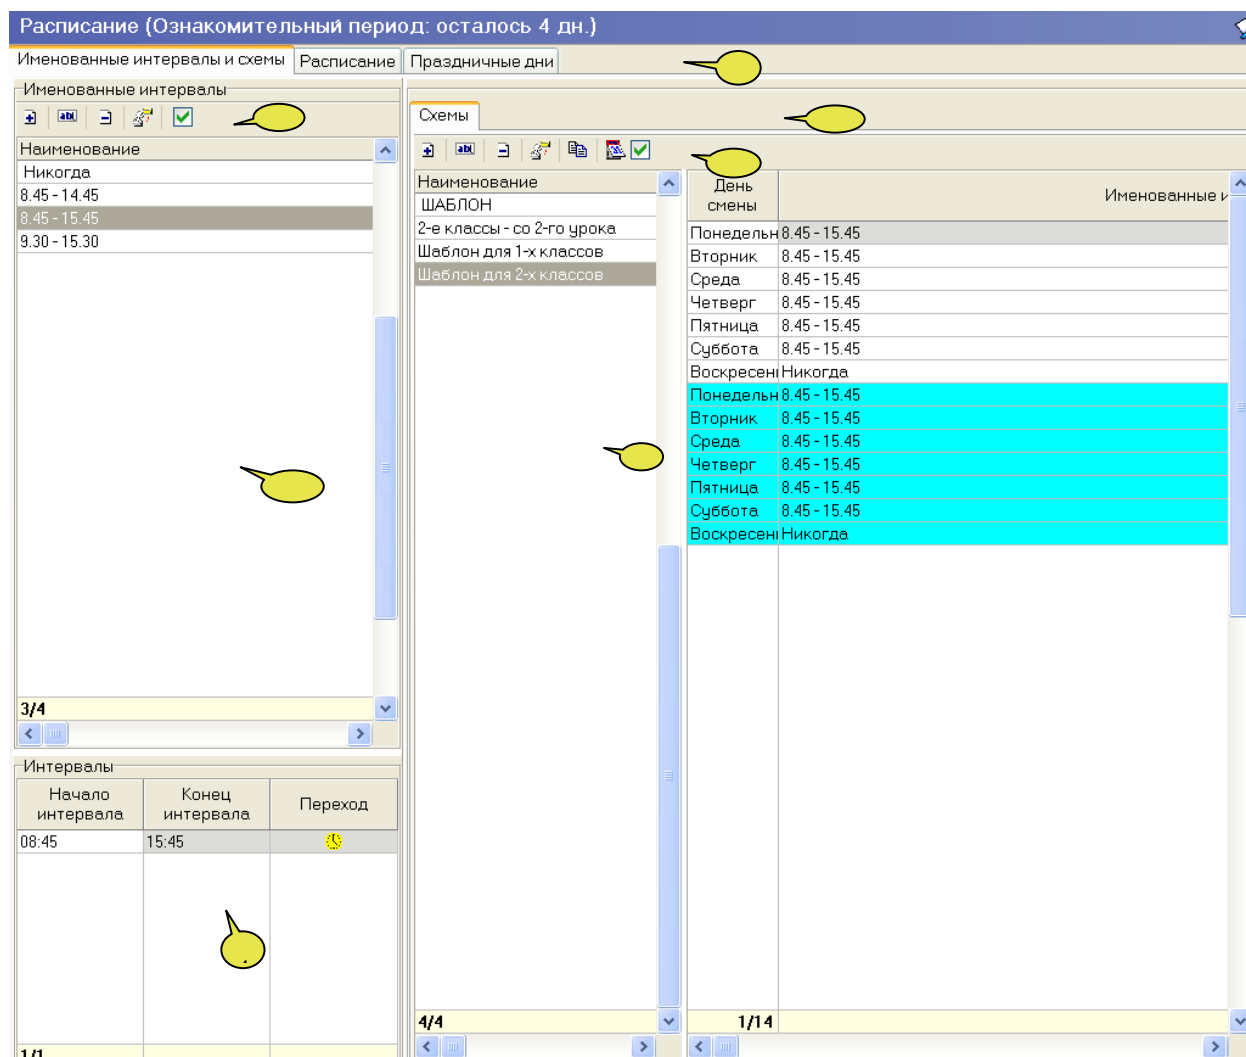 Расписание (Ознакомительный период: осталось 4 дн.)
Именованные интервалы и схемы Расписание Праздничные дни
Именованные интервалы
Наименование
Никогда
8.45 - 14.45
8.45 - 15.45
9.30 - 15.30
3/4
Интервалы
Начало интервала Конец интервала Переход
08:45 15:45
1/1
Схемы
Наименование
ШАБЛОН
2-е классы - со 2-го урока
Шаблон для 1-х классов
Шаблон для 2-х классов
4/4
День смены Именованные и
Понедельн 8.45 - 15.45
Вторник 8.45 - 15.45
Среда 8.45 - 15.45
Четверг 8.45 - 15.45
Пятница 8.45 - 15.45
Суббота 8.45 - 15.45
Воскресен Никогда
Понедельн 8.45 - 15.45
Вторник 8.45 - 15.45
Среда 8.45 - 15.45
Четверг 8.45 - 15.45
Пятница 8.45 - 15.45
Суббота 8.45 - 15.45
Воскресен Никогда
1/14